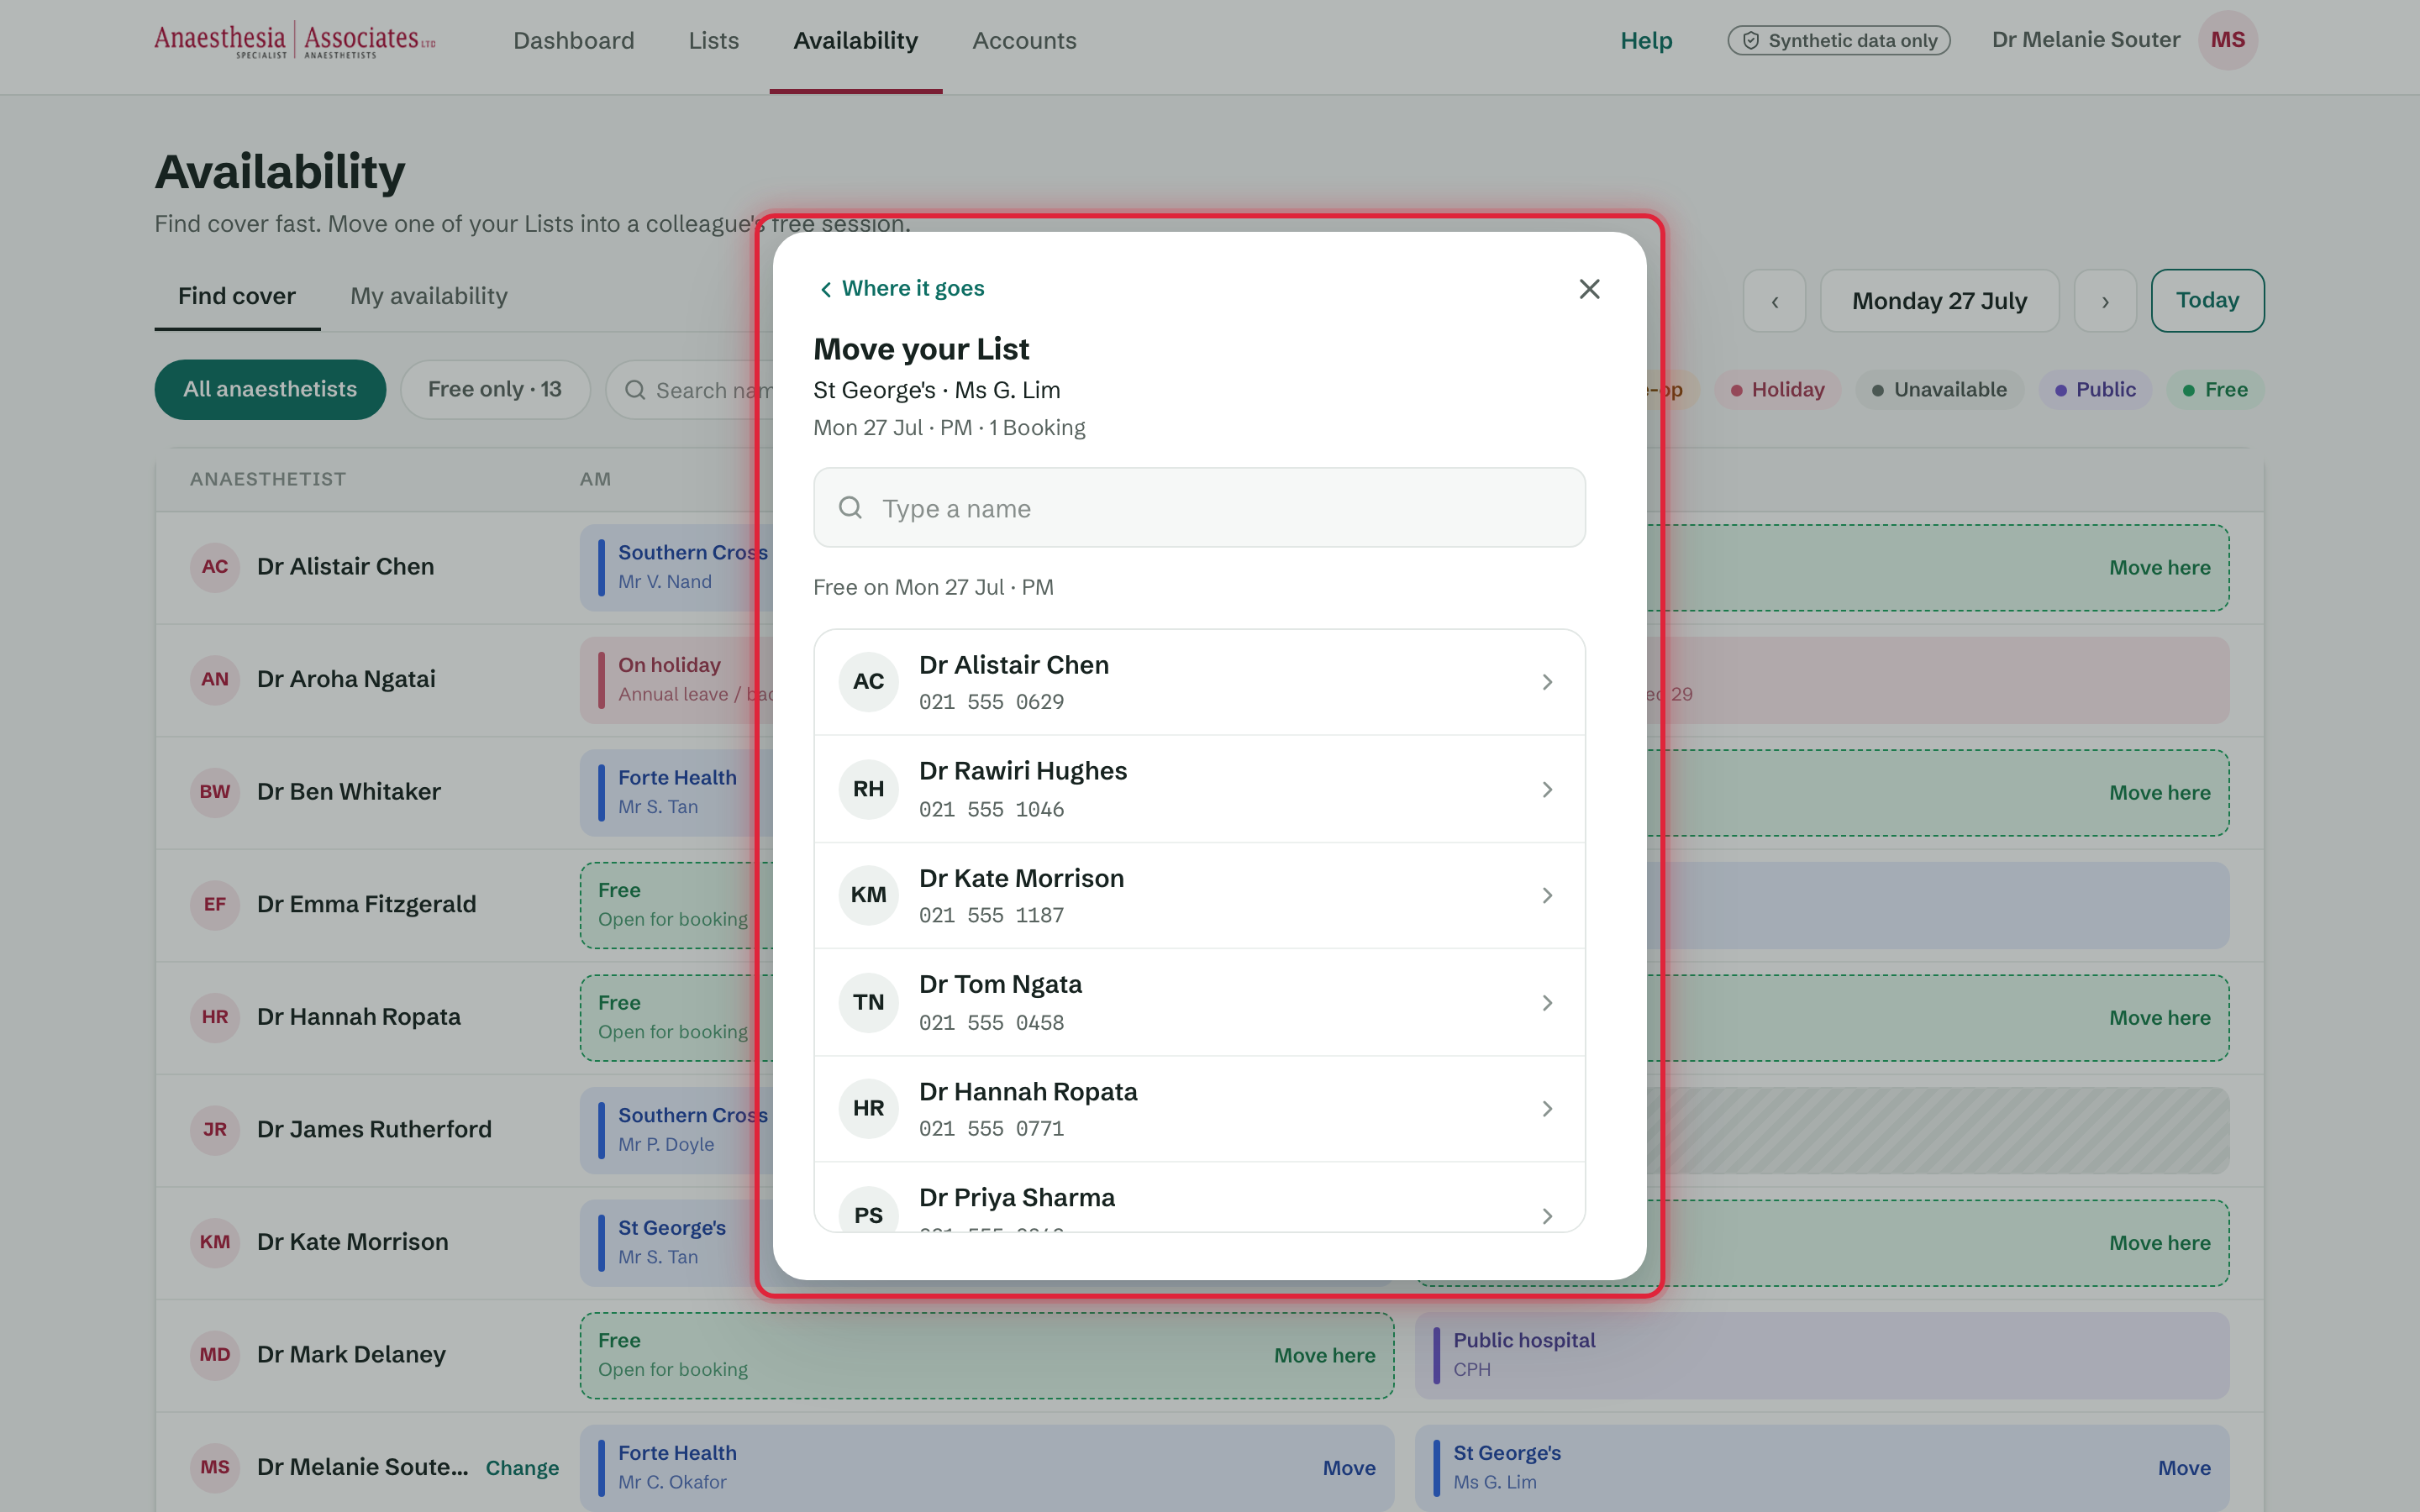 Anaesthesia | Associates LTD
SPECIALIST ANAESTHETISTS
Dashboard
Lists
Availability
Accounts
Help
Synthetic data only
Dr Melanie Souter
MS
Availability
Find cover fast. Move one of your Lists into a colleague's free session.
Find cover
My availability
‹
Monday 27 July
›
Today
All anaesthetists
Free only · 13
Search nam
-op
Holiday
Unavailable
Public
Free
ANAESTHETIST
AM
AC
Dr Alistair Chen
Southern Cross
Mr V. Nand
Move here
AN
Dr Aroha Ngatai
On holiday
Annual leave / bac
ed 29
BW
Dr Ben Whitaker
Forte Health
Mr S. Tan
Move here
EF
Dr Emma Fitzgerald
Free
Open for booking
HR
Dr Hannah Ropata
Free
Open for booking
Move here
JR
Dr James Rutherford
Southern Cross
Mr P. Doyle
KM
Dr Kate Morrison
St George's
Mr S. Tan
Move here
MD
Dr Mark Delaney
Free
Open for booking
Move here
Public hospital
CPH
MS
Dr Melanie Soute...
Change
Forte Health
Mr C. Okafor
Move
St George's
Ms G. Lim
Move
Where it goes
Move your List
St George's · Ms G. Lim
Mon 27 Jul · PM · 1 Booking
Type a name
Free on Mon 27 Jul · PM
AC
Dr Alistair Chen
021 555 0629
RH
Dr Rawiri Hughes
021 555 1046
KM
Dr Kate Morrison
021 555 1187
TN
Dr Tom Ngata
021 555 0458
HR
Dr Hannah Ropata
021 555 0771
PS
Dr Priya Sharma